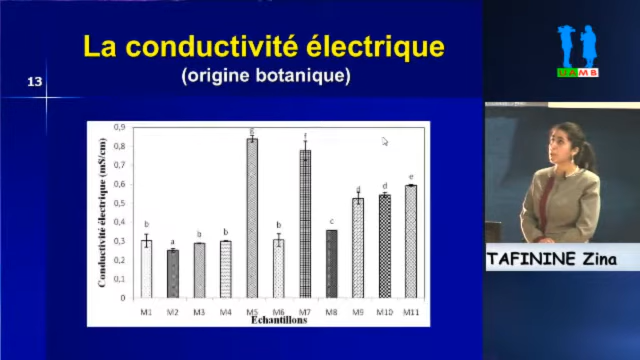 La conductivité électrique
(origine botanique)
13
Conductivité électrique (mS/cm)
0,9
0,8
0,7
0,6
0,5
0,4
0,3
0,2
0,1
0
b a b b g b f c d d e
M1 M2 M3 M4 M5 M6 M7 M8 M9 M10 M11
Echantillons
UAMB
TAFININE Zina